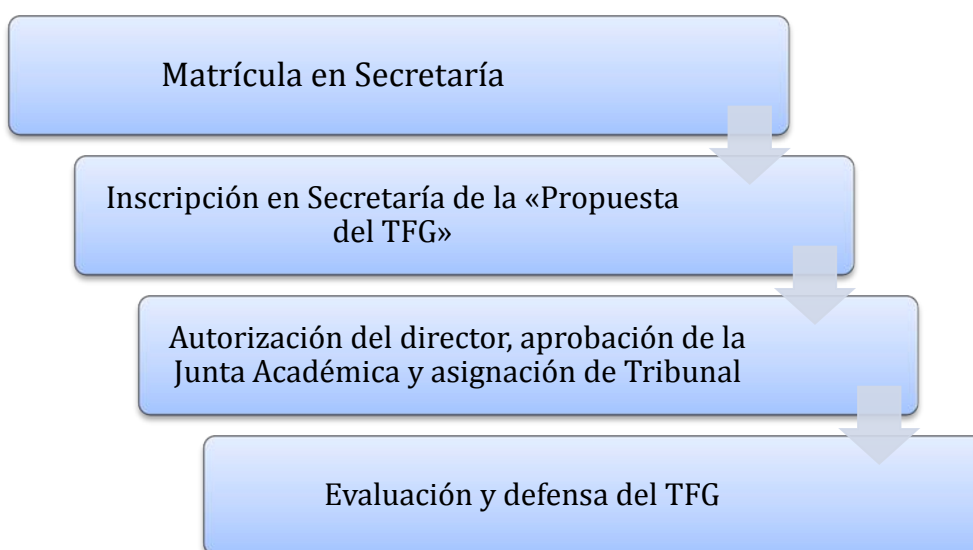 Matrícula en Secretaría
Inscripción en Secretaría de la «Propuesta
del TFG»
Autorización del director, aprobación de la
Junta Académica y asignación de Tribunal
Evaluación y defensa del TFG